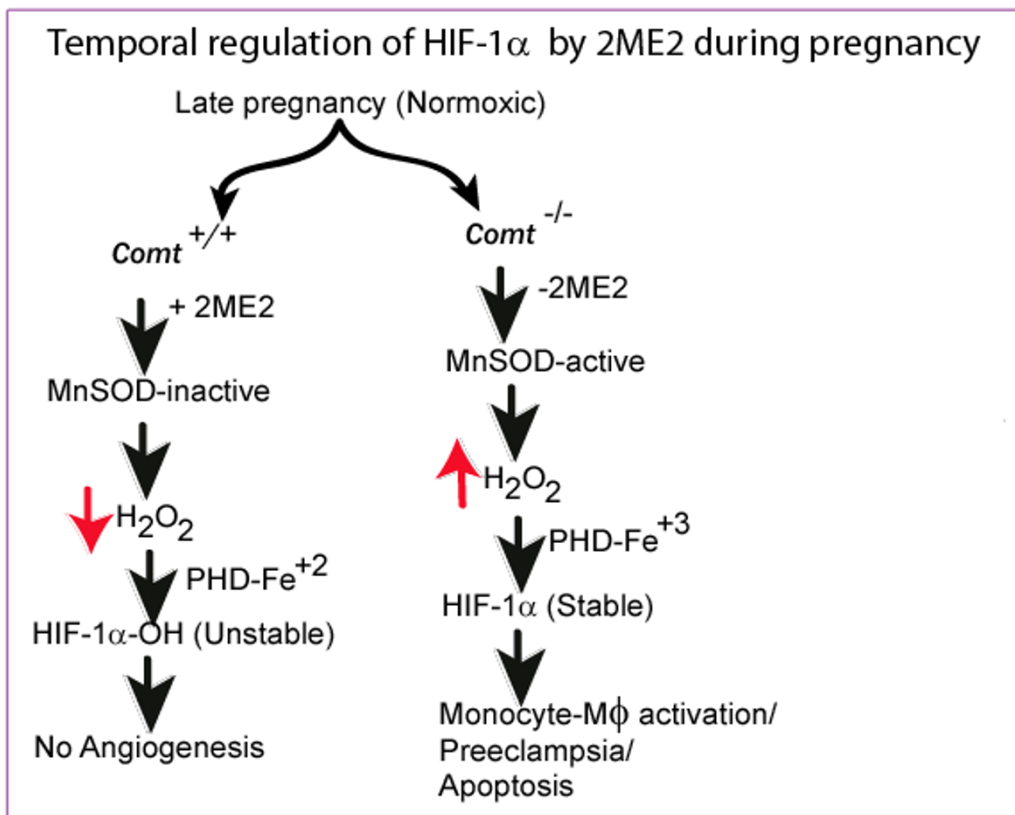 Temporal regulation of HIF-1α by 2ME2 during pregnancy
Late pregnancy (Normoxic)
Comt +/+
+ 2ME2
MnSOD-inactive
H2O2
PHD-Fe+2
HIF-1α-OH (Unstable)
No Angiogenesis
Comt -/-
-2ME2
MnSOD-active
H2O2
PHD-Fe+3
HIF-1α (Stable)
Monocyte-Mϕ activation/
Preeclampsia/
Apoptosis